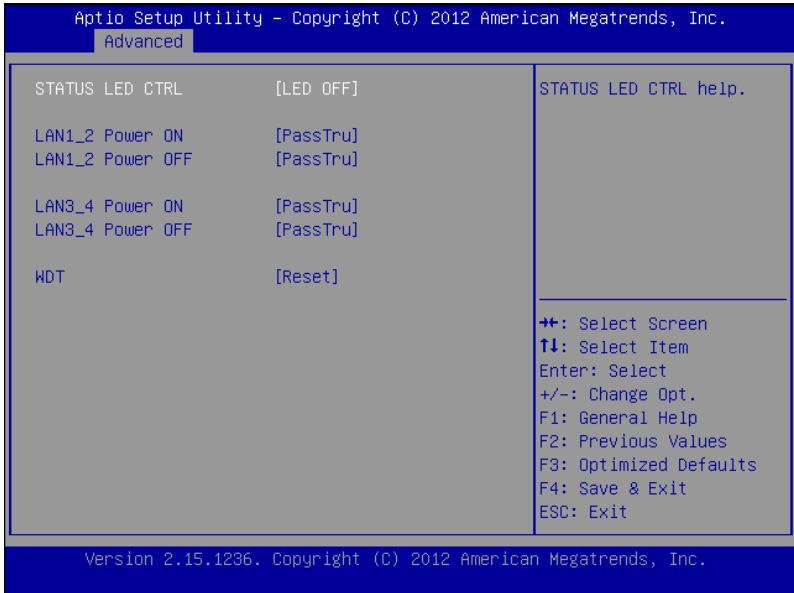 Aptio Setup Utility – Copyright (C) 2012 American Megatrends, Inc.
Advanced
STATUS LED CTRL [LED OFF]
LAN1_2 Power ON [PassTru]
LAN1_2 Power OFF [PassTru]
LAN3_4 Power ON [PassTru]
LAN3_4 Power OFF [PassTru]
WDT [Reset]
STATUS LED CTRL help.
→←: Select Screen
↑↓: Select Item
Enter: Select
+/-: Change Opt.
F1: General Help
F2: Previous Values
F3: Optimized Defaults
F4: Save & Exit
ESC: Exit
Version 2.15.1236. Copyright (C) 2012 American Megatrends, Inc.